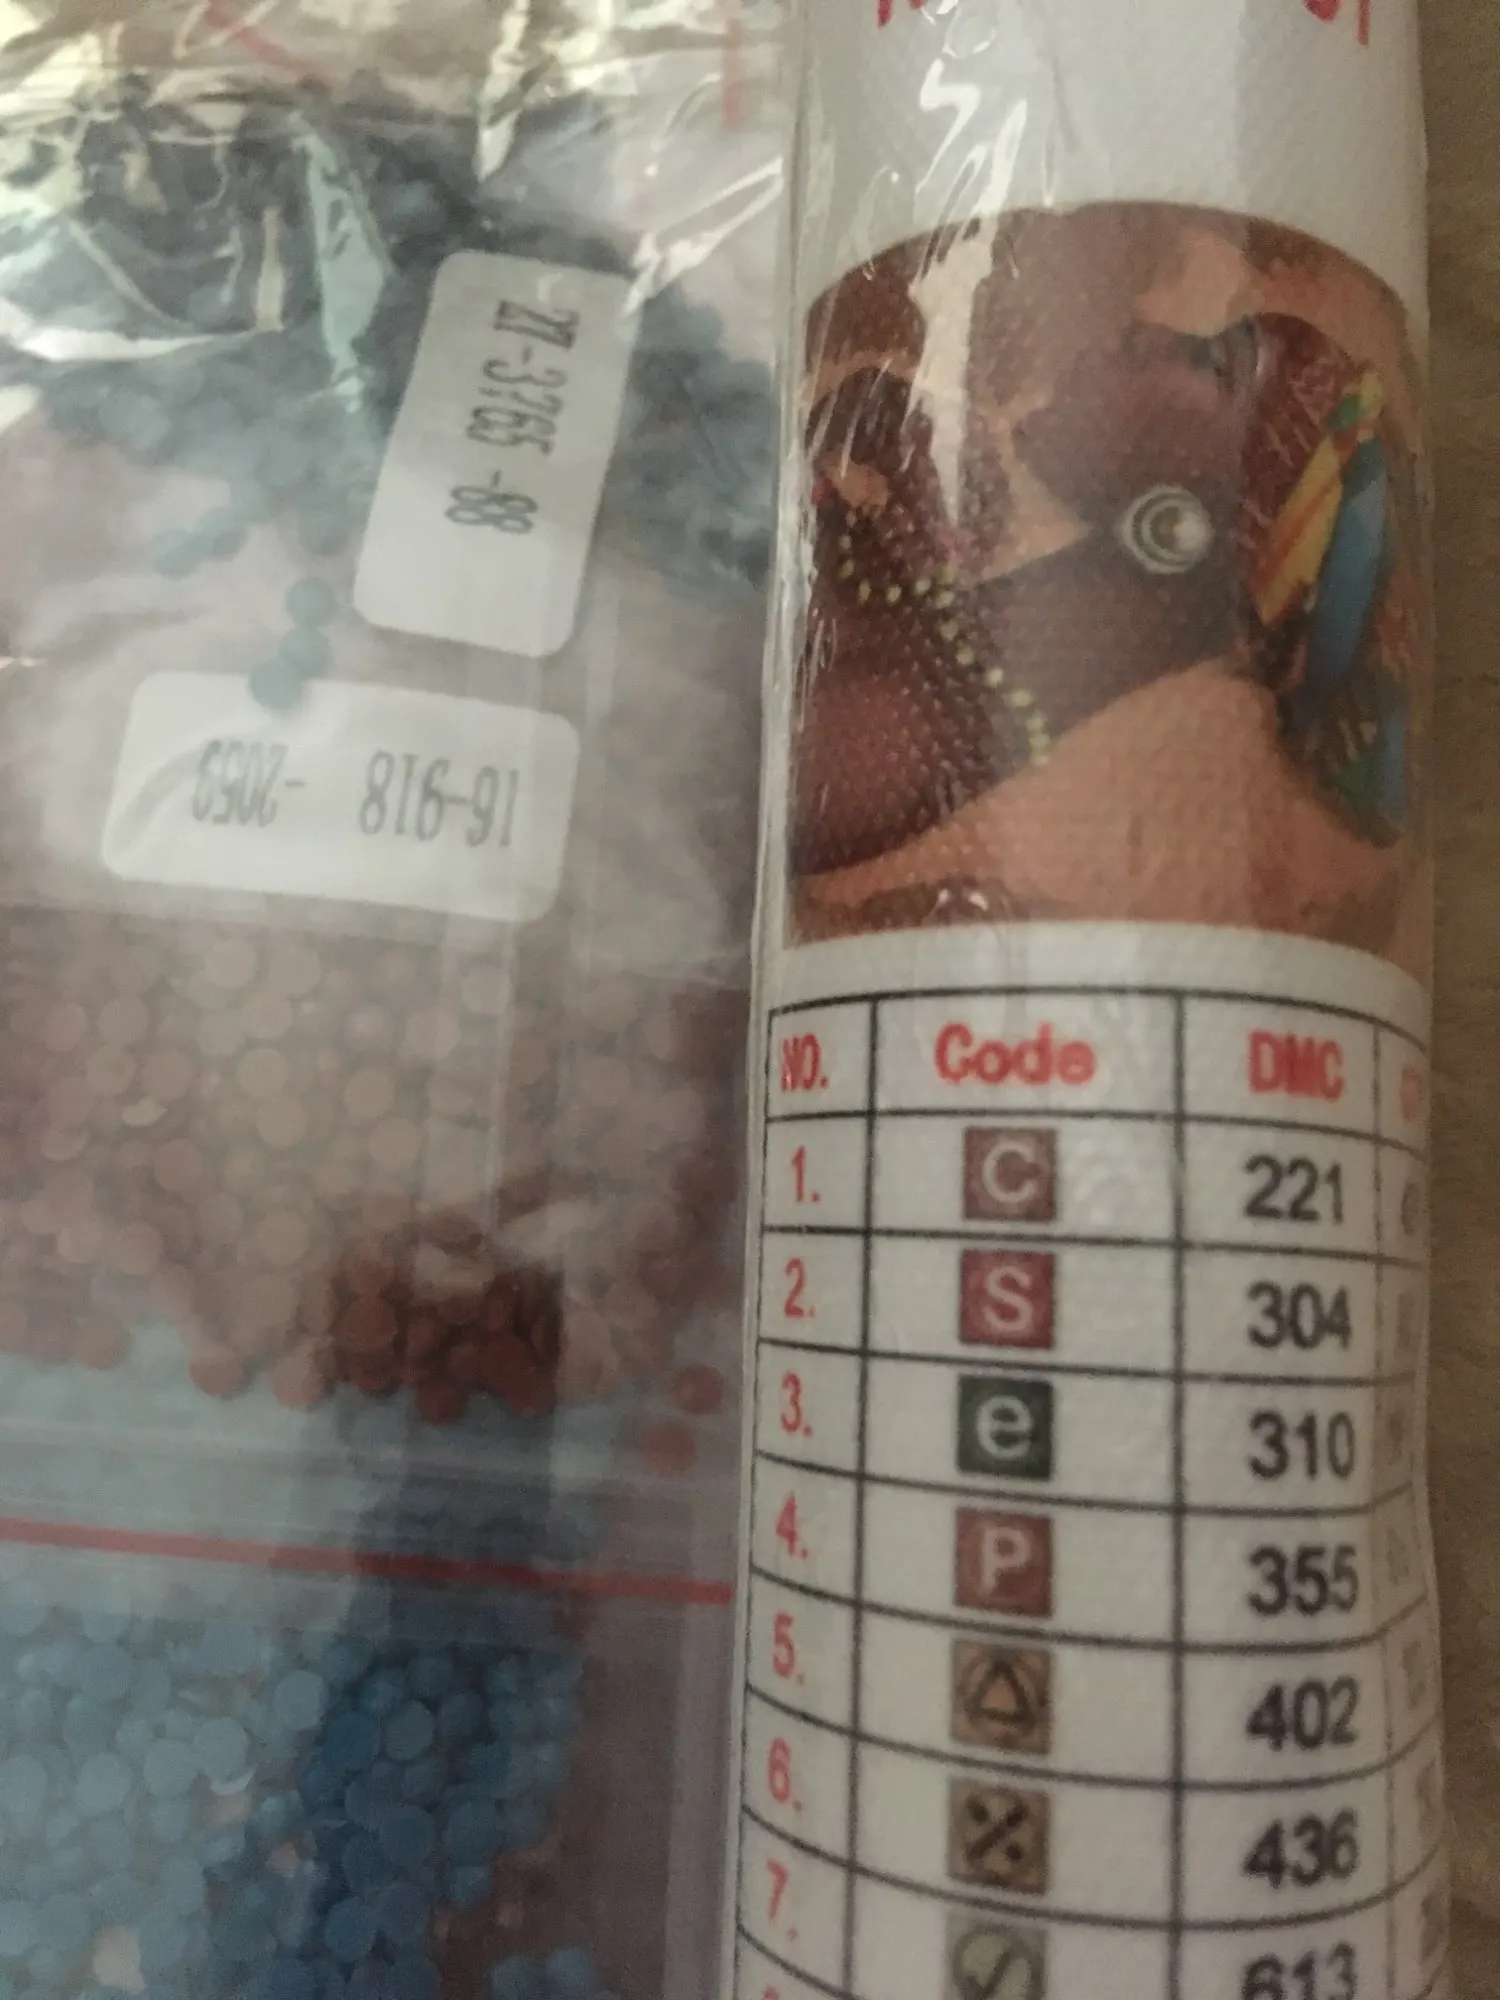 27-3765 -88
16-918 -2059
NO. Code DMC
1. C 221
2. S 304
3. e 310
4. P 355
5. 402
6. % 436
7. 613